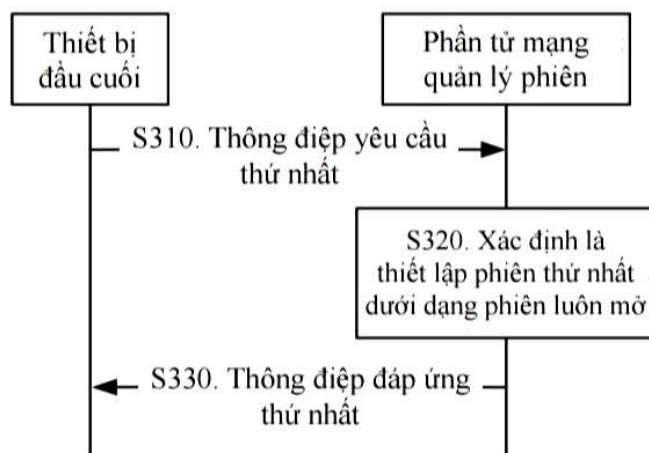 Thiết bị
đầu cuối
Phần tử mạng
quản lý phiên
S310. Thông điệp yêu cầu
thứ nhất
S320. Xác định là
thiết lập phiên thứ nhất
dưới dạng phiên luôn mở
S330. Thông điệp đáp ứng
thứ nhất